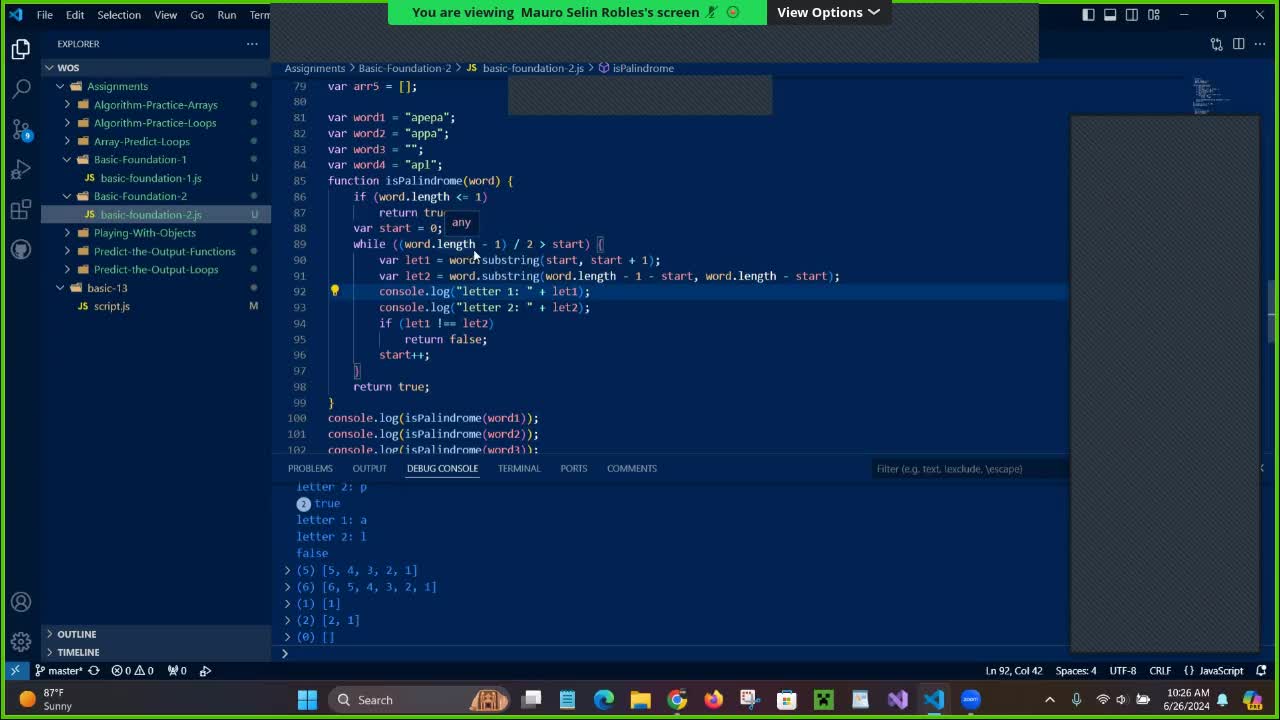 You are viewing Mauro Selin Robles's screen
View Options
File Edit Selection View Go Run Term
EXPLORER
WOS
Assignments
Algorithm-Practice-Arrays
Algorithm-Practice-Loops
Array-Predict-Loops
Basic-Foundation-1
JS basic-foundation-1.js U
Basic-Foundation-2
JS basic-foundation-2.js U
Playing-With-Objects
Predict-the-Output-Functions
Predict-the-Output-Loops
basic-13
JS script.js M
OUTLINE
TIMELINE
9
Assignments > Basic-Foundation-2 > JS basic-foundation-2.js > isPalindrome
79 var arr5 = [];
80
81 var word1 = "apepa";
82 var word2 = "appa";
83 var word3 = "";
84 var word4 = "apl";
85 function isPalindrome(word) {
86 if (word.length <= 1)
87 return tru
any
88 var start = 0;
89 while ((word.length - 1) / 2 > start) {
90 var let1 = word.substring(start, start + 1);
91 var let2 = word.substring(word.length - 1 - start, word.length - start);
92 console.log("letter 1: " + let1);
93 console.log("letter 2: " + let2);
94 if (let1 !== let2)
95 return false;
96 start++;
97 }
98 return true;
99 }
100 console.log(isPalindrome(word1));
101 console.log(isPalindrome(word2));
102 console.log(isPalindrome(word3));
PROBLEMS OUTPUT DEBUG CONSOLE TERMINAL PORTS COMMENTS
Filter (e.g. text, !exclude, \escape)
letter 2: p
2 true
letter 1: a
letter 2: l
false
> (5) [5, 4, 3, 2, 1]
> (6) [6, 5, 4, 3, 2, 1]
> (1) [1]
> (2) [2, 1]
> (0) []
>
master* 0 0 0
Ln 92, Col 42 Spaces: 4 UTF-8 CRLF {} JavaScript
87°F
Sunny
Search
zoom
10:26 AM
6/26/2024
PRE